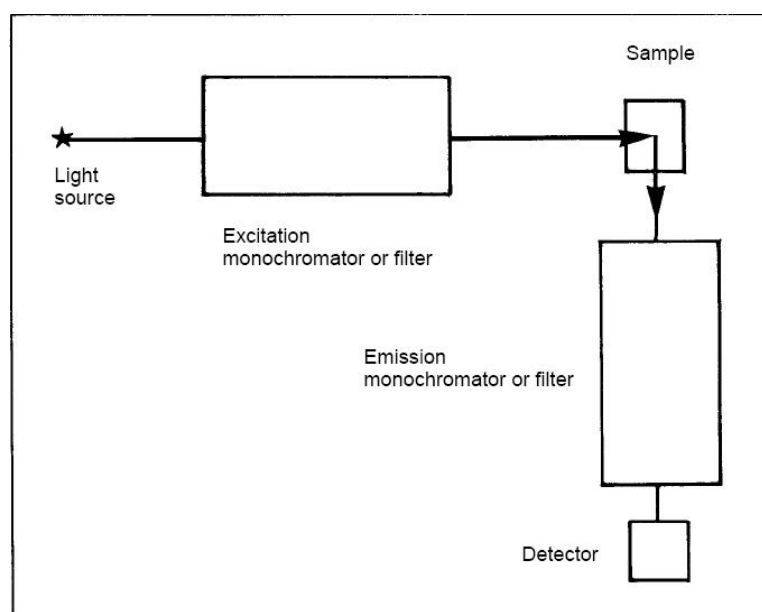 Sample
Light
source
Excitation
monochromator or filter
Emission
monochromator or filter
Detector